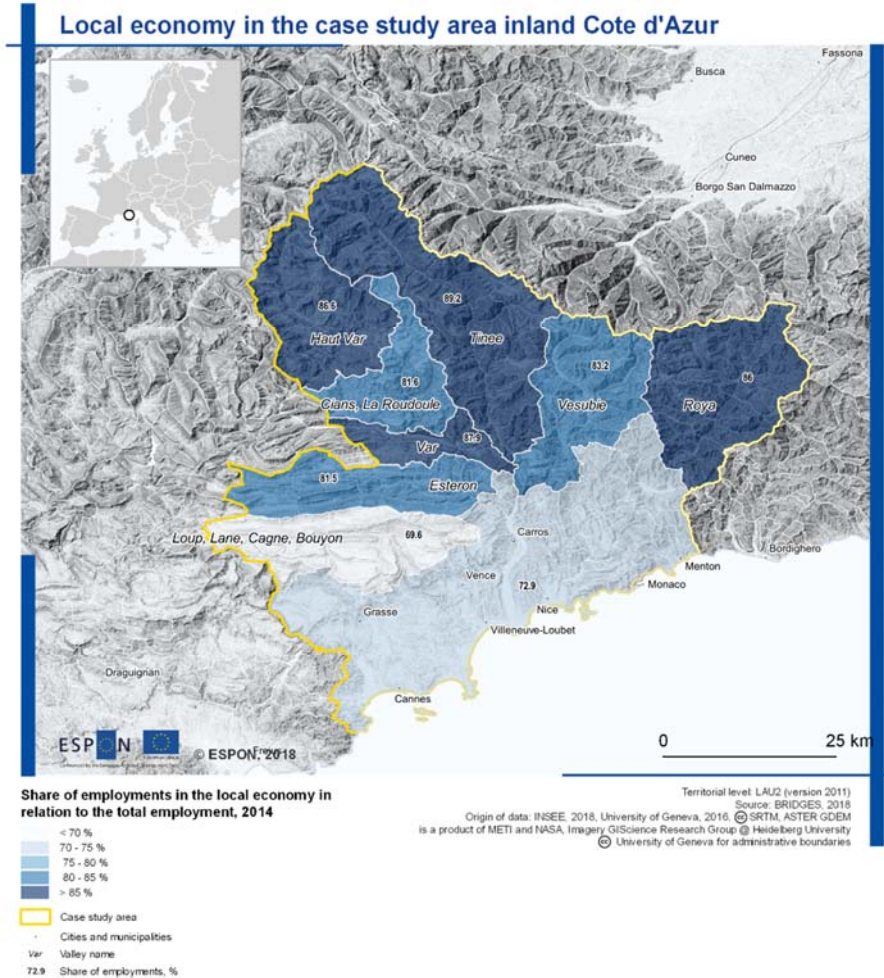 Local economy in the case study area inland Cote d'Azur
Fassona
Busca
Cuneo
Borgo San Dalmazzo
86.6
89.2
Haut Var
Tinee
83.2
86
81.6
Cians, La Roudoule
Vesubie
Roya
87.9
Var
81.5
Esteron
Loup, Lane, Cagne, Bouyon
69.6
Carros
Bordighero
Menton
Vence
72.9
Monaco
Grasse
Nice
Villeneuve-Loubet
Draguignan
Cannes
ESPON
© ESPON, 2018
0 25 km
Share of employments in the local economy in
relation to the total employment, 2014
< 70 %
70 - 75 %
75 - 80 %
80 - 85 %
> 85 %
Case study area
Cities and municipalities
Var Valley name
72.9 Share of employments, %
Territorial level: LAU2 (version 2011)
Source: BRIDGES, 2018
Origin of data: INSEE, 2018, University of Geneva, 2016, (cc) SRTM, ASTER GDEM
is a product of METI and NASA, Imagery GIScience Research Group @ Heidelberg University
(cc) University of Geneva for administrative boundaries